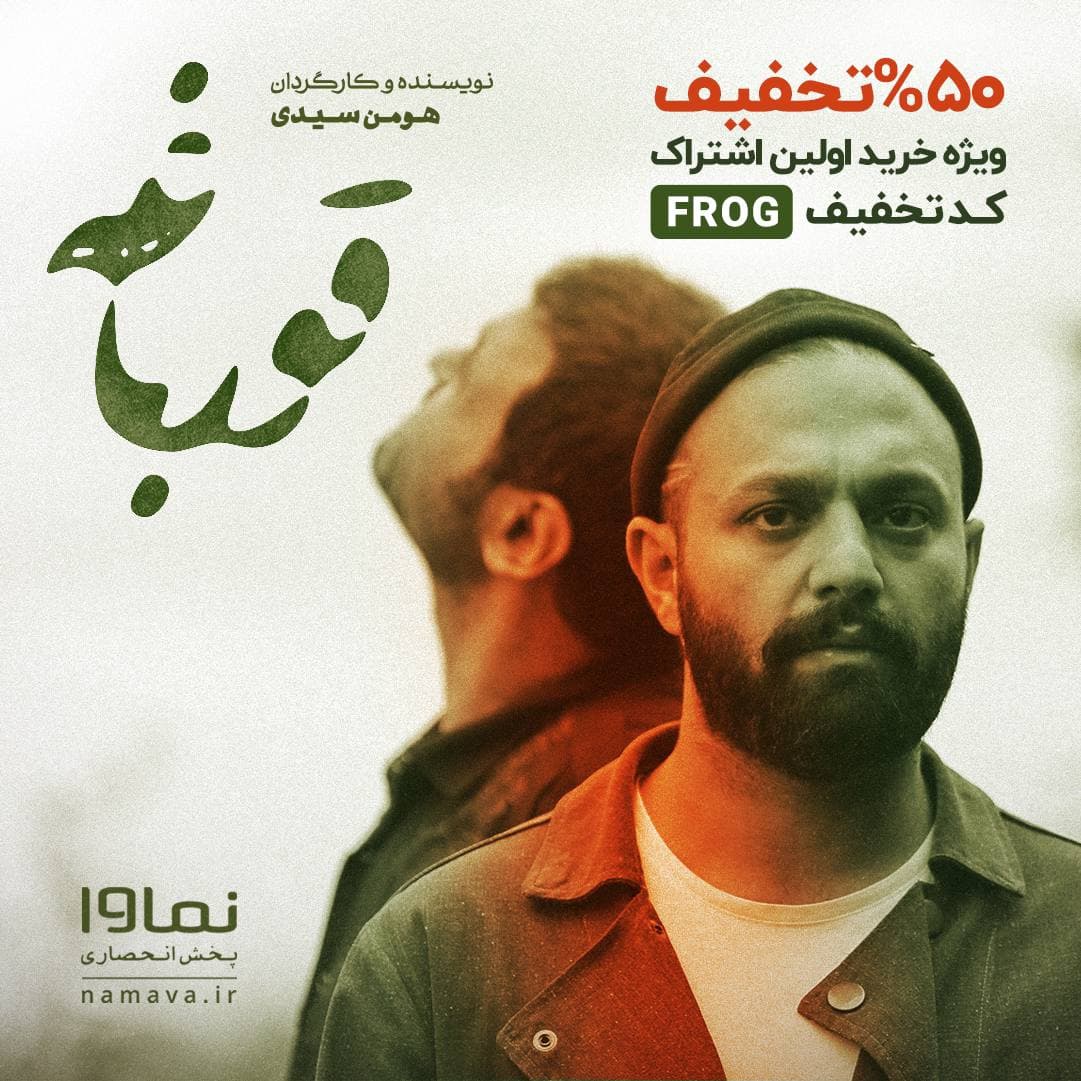 ۵۰%تخفیف
ویژه خرید اولین اشتراک
کد تخفیف FROG
نویسنده و کارگردان
هومن سیدی
قورباغه
نماوا
پخش انحصاری
namava.ir